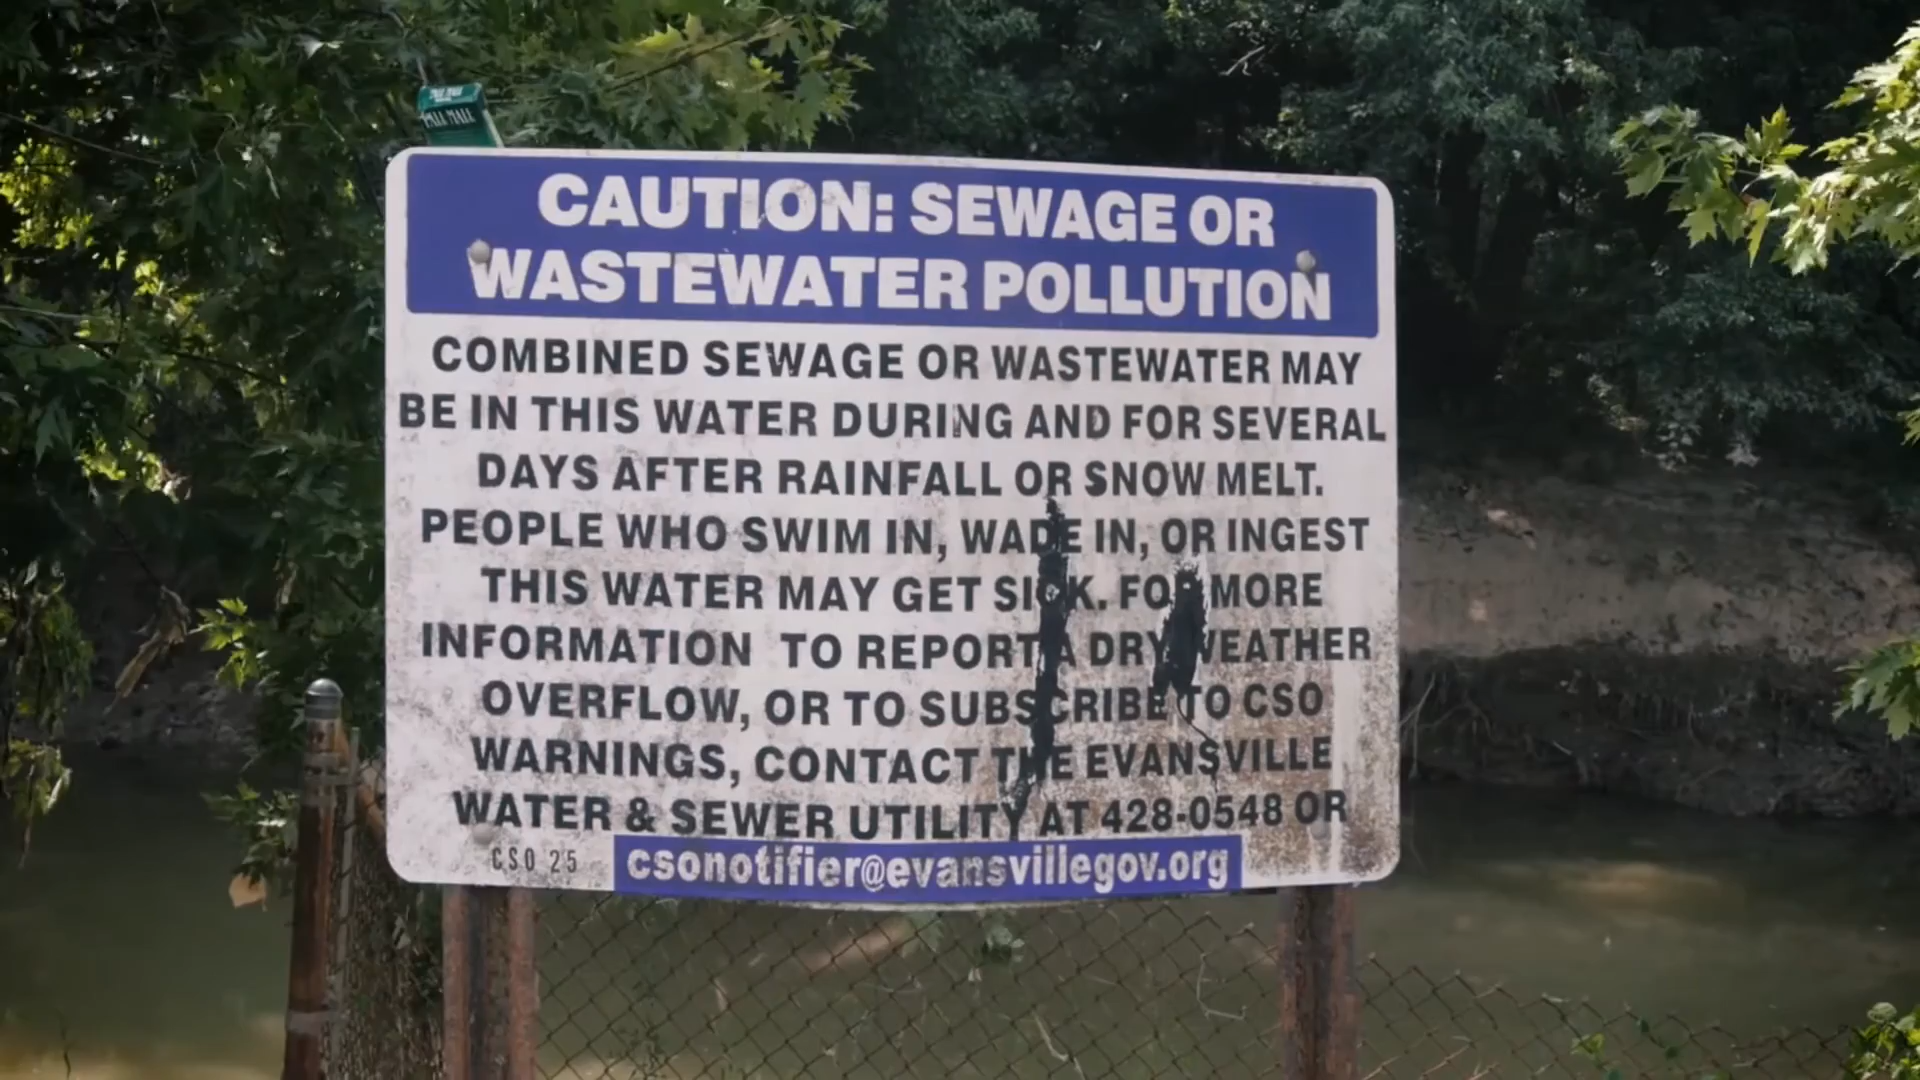 PALL MALL
CAUTION: SEWAGE OR
WASTEWATER POLLUTION
COMBINED SEWAGE OR WASTEWATER MAY
BE IN THIS WATER DURING AND FOR SEVERAL
DAYS AFTER RAINFALL OR SNOW MELT.
PEOPLE WHO SWIM IN, WADE IN, OR INGEST
THIS WATER MAY GET SICK. FOR MORE
INFORMATION TO REPORT A DRY WEATHER
OVERFLOW, OR TO SUBSCRIBE TO CSO
WARNINGS, CONTACT THE EVANSVILLE
WATER & SEWER UTILITY AT 428-0548 OR
CSO 25
csonotifier@evansvillegov.org